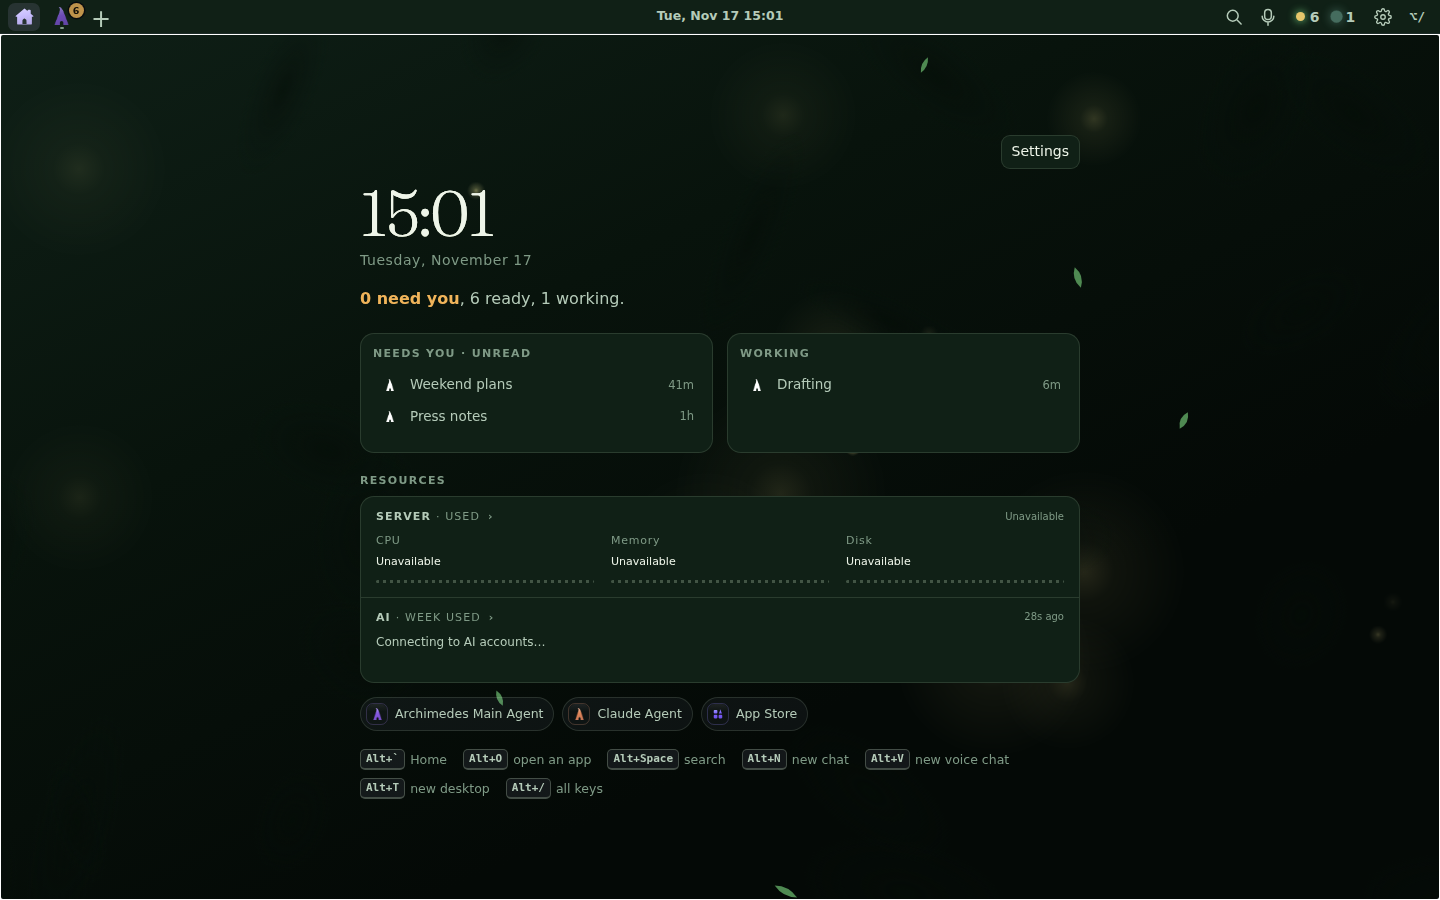 6
Tue, Nov 17 15:01
6
1
⌥/
Settings
15:01
Tuesday, November 17
0 need you, 6 ready, 1 working.
NEEDS YOU · UNREAD
Weekend plans 41m
Press notes 1h
WORKING
Drafting 6m
RESOURCES
SERVER · USED ›
Unavailable
CPU Memory Disk
Unavailable Unavailable Unavailable
AI · WEEK USED ›
28s ago
Connecting to AI accounts…
Archimedes Main Agent Claude Agent App Store
Alt+` Home Alt+O open an app Alt+Space search Alt+N new chat Alt+V new voice chat
Alt+T new desktop Alt+/ all keys